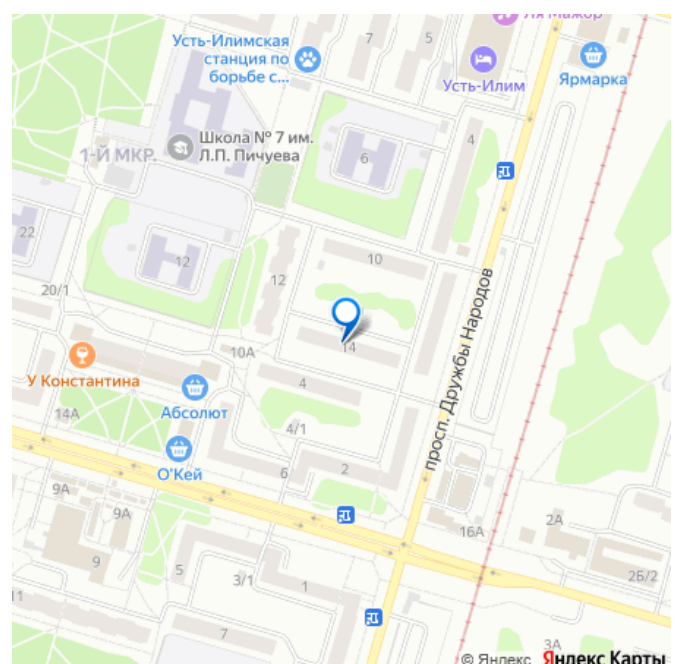 Ля Мажор
Усть-Илимская
станция по
борьбе с...
7
5
Усть-Илим
Ярмарка
Школа № 7 им.
Л.П. Пичуева
1-Й МКР.
6
4
22
12
10
12
20/1
14
10А
У Константина
4
Абсолют
14А
4/1
просп. Дружбы Народов
О'Кей
6
2
9А
9А
16А
2А
9
5
3/1
1
2Б/2
11
7
3А
© Яндекс Яндекс Карты